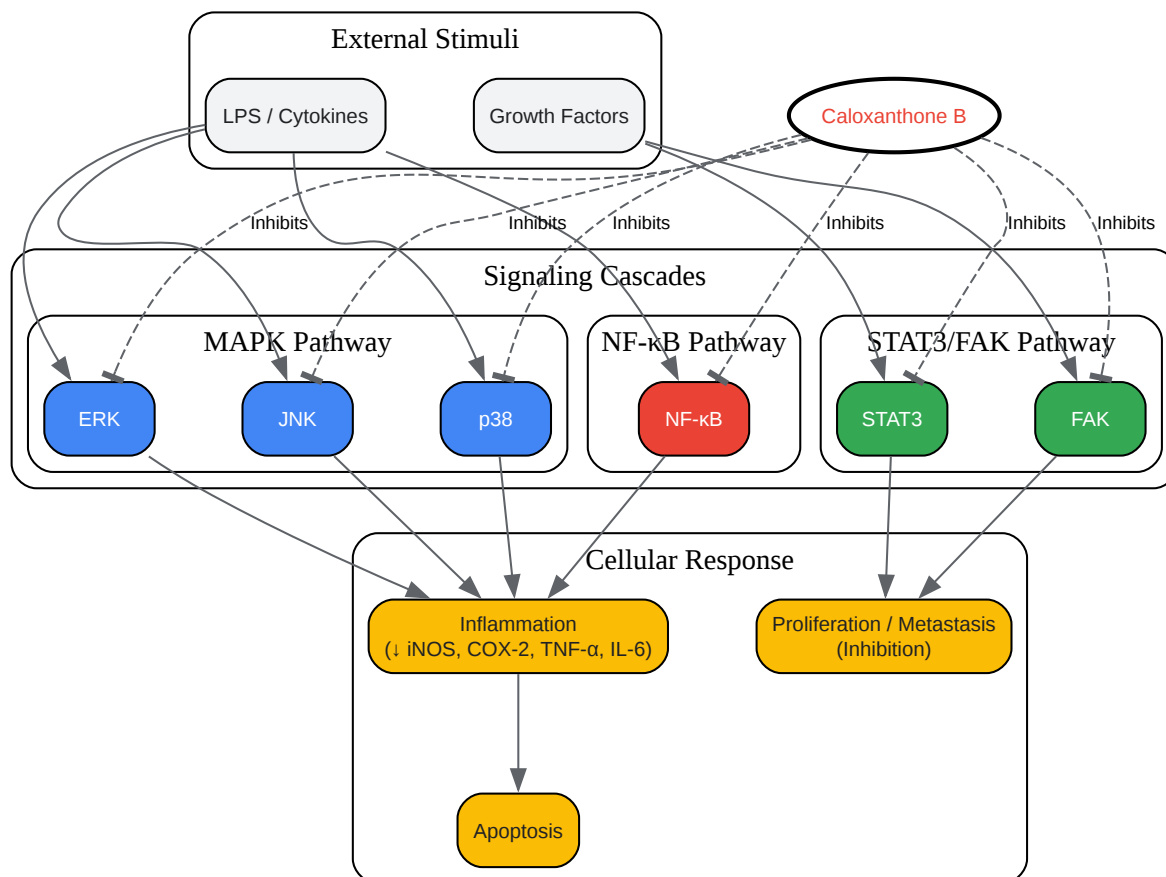 External Stimuli
LPS / Cytokines
Growth Factors
Caloxanthone B
Inhibits
Inhibits
Inhibits
Inhibits
Inhibits
Inhibits
Signaling Cascades
MAPK Pathway
NF-κB Pathway
STAT3/FAK Pathway
ERK
JNK
p38
NF-κB
STAT3
FAK
Cellular Response
Inflammation
(↓ iNOS, COX-2, TNF-α, IL-6)
Proliferation / Metastasis
(Inhibition)
Apoptosis